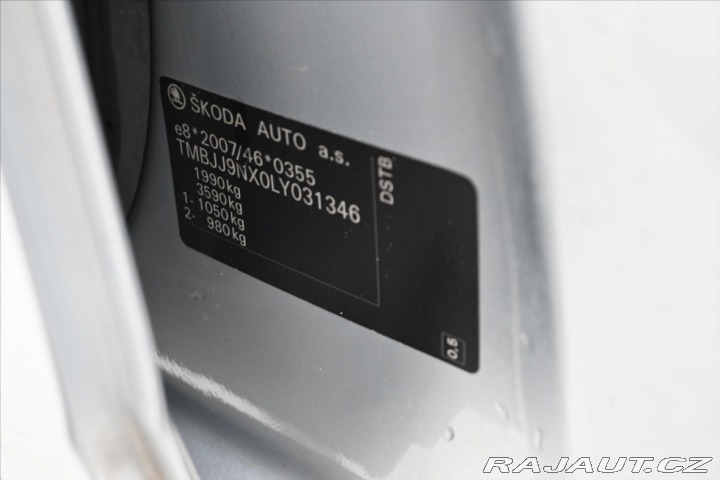 ŠKODA AUTO a.s.
e8*2007/46*0355
TMBJJ9NX0LY031346
1990kg
3590kg
1- 1050kg
2- 980kg
DSTB
0,5
RAJAUT.CZ